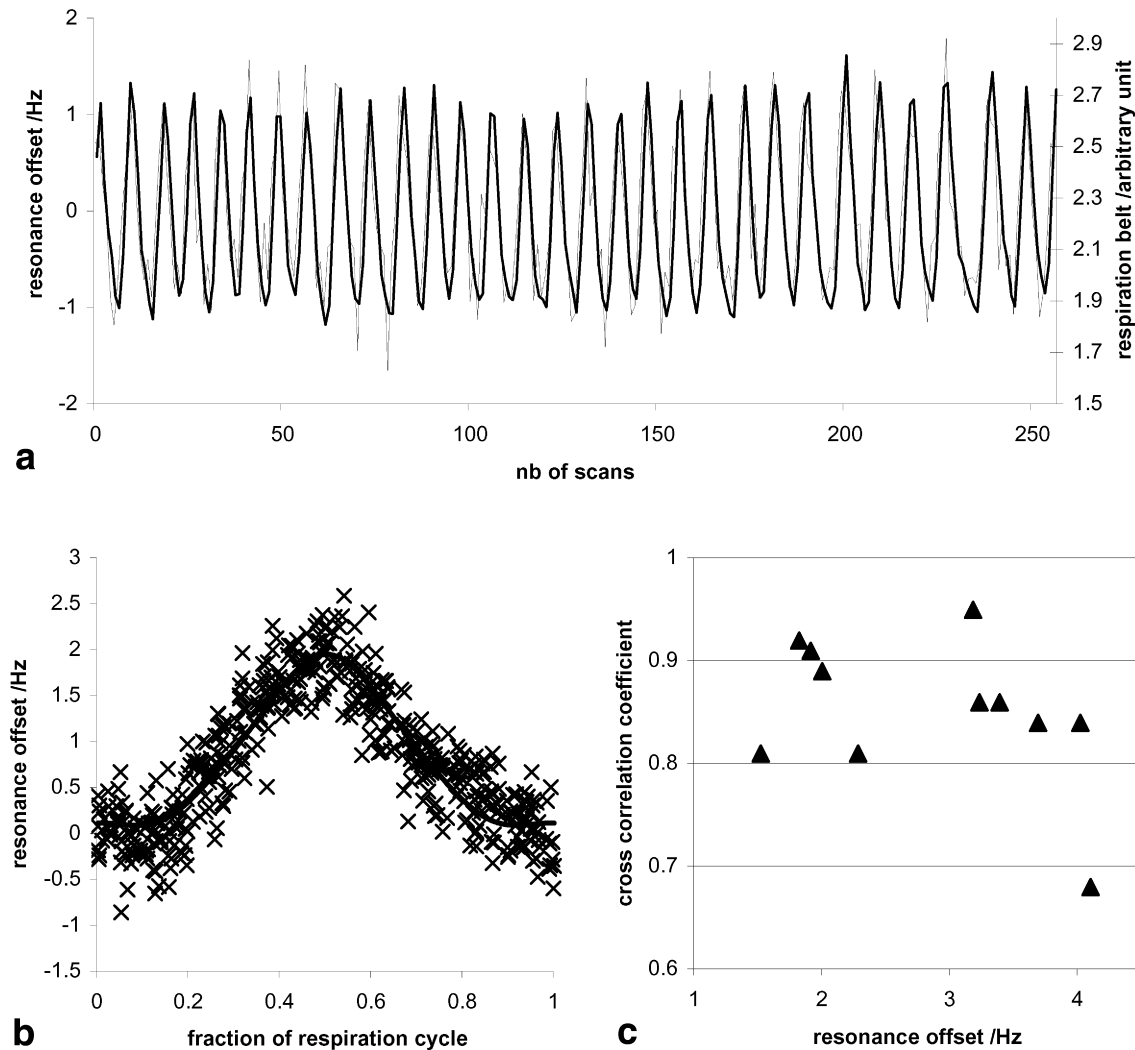 2
1
0
-1
-2
resonance offset /Hz
2.9
2.7
2.5
2.3
2.1
1.9
1.7
1.5
respiration belt /arbitrary unit
0 50 100 150 200 250
nb of scans
a
3
2.5
2
1.5
1
0.5
0
-0.5
-1
-1.5
resonance offset /Hz
0 0.2 0.4 0.6 0.8 1
fraction of respiration cycle
b
1
0.9
0.8
0.7
0.6
cross correlation coefficient
1 2 3 4
resonance offset /Hz
c